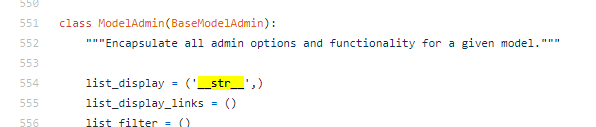 550
551 class ModelAdmin(BaseModelAdmin):
552 """Encapsulate all admin options and functionality for a given model."""
553
554 list_display = ('__str__',)
555 list_display_links = ()
556 list_filter = ()